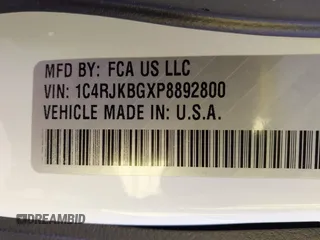 MFD BY: FCA US LLC
VIN: 1C4RJKBGXP8892800
VEHICLE MADE IN: U.S.A.
DREAMBID